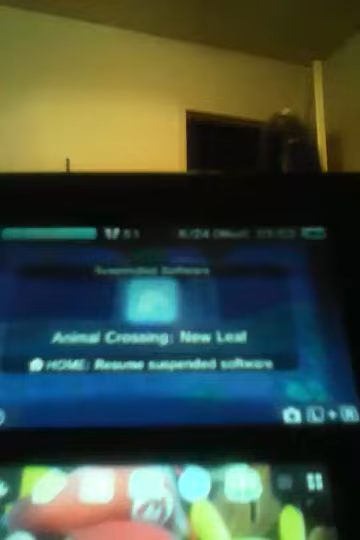 Suspended Software
Animal Crossing: New Leaf
HOME: Resume suspended software
L + R